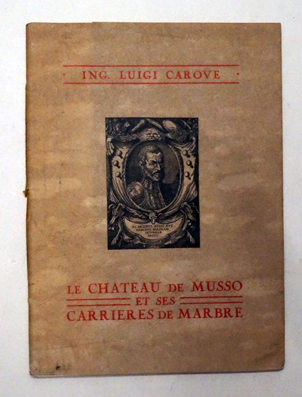 ING. LUIGI CAROVE
LE CHATEAU DE MUSSO
ET SES
CARRIERES DE MARBRE